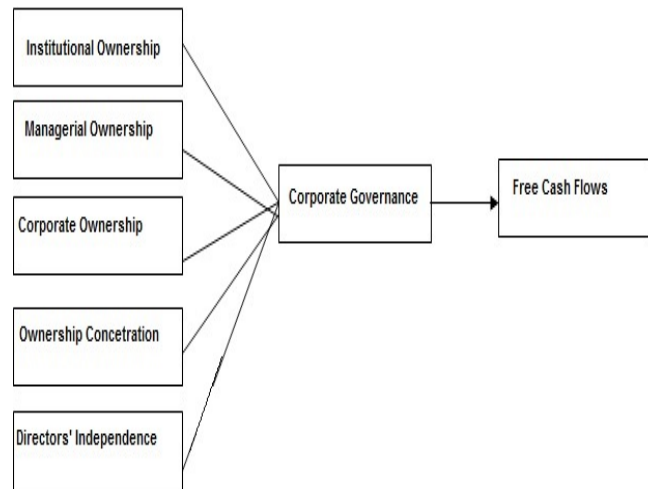 Institutional Ownership
Managerial Ownership
Corporate Ownership
Ownership Concetration
Directors' Independence
Corporate Governance
Free Cash Flows